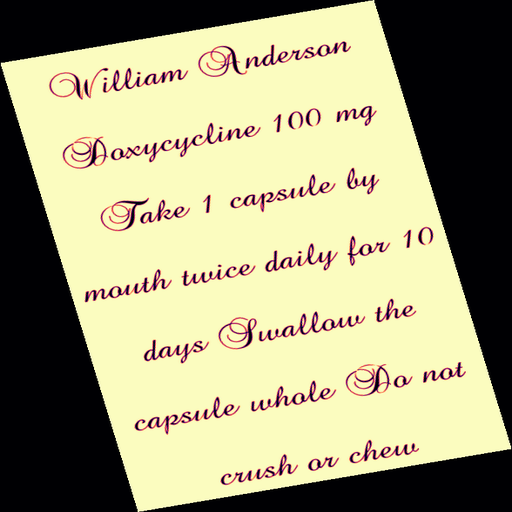 William Anderson
Doxycycline 100 mg
Take 1 capsule by
mouth twice daily for 10
days Swallow the
capsule whole Do not
crush or chew